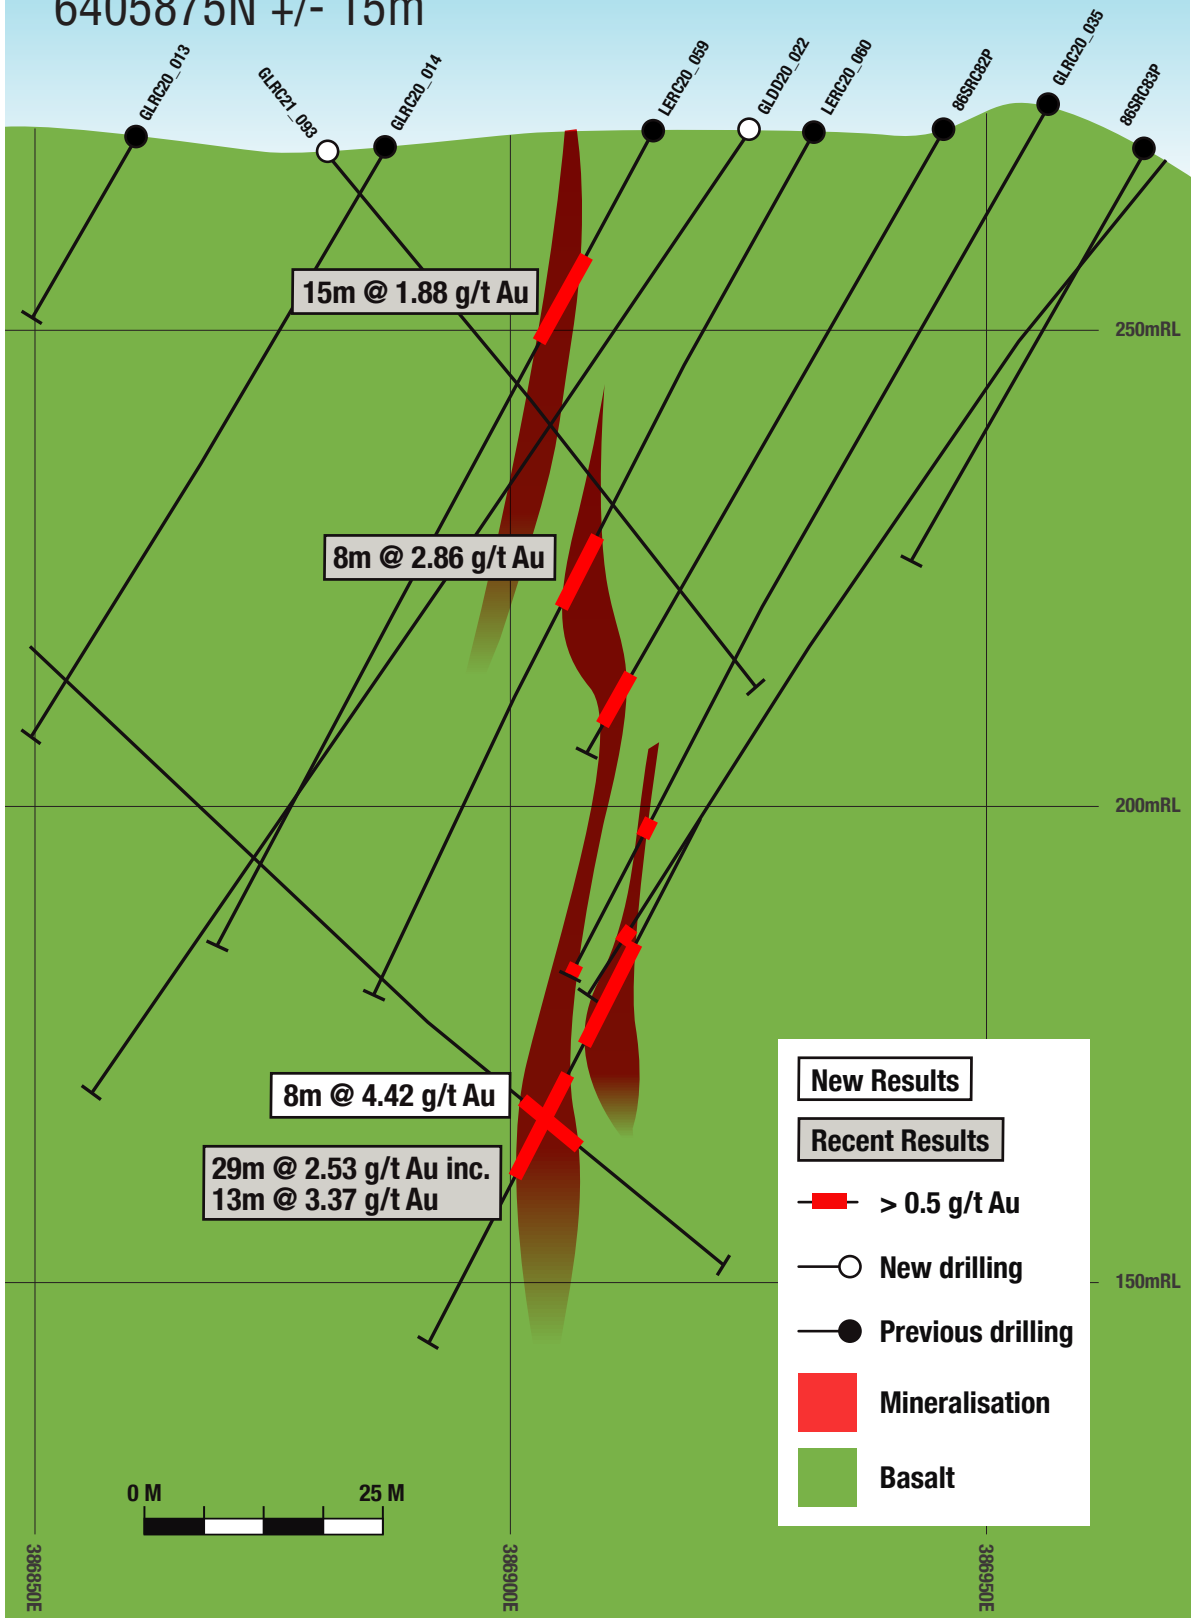 6405875N +/- 15m
GLRC20_013
GLRC21_093
GLRC20_014
LERC20_059
GLDD20_022
LERC20_060
86SRC82P
GLRC20_035
86SRC83P
15m @ 1.88 g/t Au
250mRL
8m @ 2.86 g/t Au
200mRL
8m @ 4.42 g/t Au
29m @ 2.53 g/t Au inc.
13m @ 3.37 g/t Au
150mRL
New Results
Recent Results
> 0.5 g/t Au
New drilling
Previous drilling
Mineralisation
Basalt
0 M 25 M
386850E
386900E
386950E